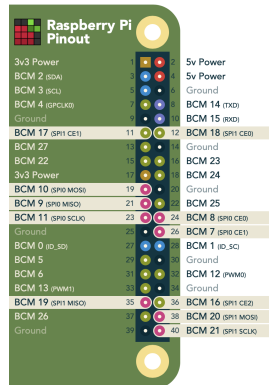 Raspberry Pi
Pinout
3v3 Power 1 2 5v Power
BCM 2 (SDA) 3 4 5v Power
BCM 3 (SCL) 5 6 Ground
BCM 4 (GPCLK0) 7 8 BCM 14 (TXD)
Ground 9 10 BCM 15 (RXD)
BCM 17 (SPI1 CE1) 11 12 BCM 18 (SPI1 CE0)
BCM 27 13 14 Ground
BCM 22 15 16 BCM 23
3v3 Power 17 18 BCM 24
BCM 10 (SPI0 MOSI) 19 20 Ground
BCM 9 (SPI0 MISO) 21 22 BCM 25
BCM 11 (SPI0 SCLK) 23 24 BCM 8 (SPI0 CE0)
Ground 25 26 BCM 7 (SPI0 CE1)
BCM 0 (ID_SD) 27 28 BCM 1 (ID_SC)
BCM 5 29 30 Ground
BCM 6 31 32 BCM 12 (PWM0)
BCM 13 (PWM1) 33 34 Ground
BCM 19 (SPI1 MISO) 35 36 BCM 16 (SPI1 CE2)
BCM 26 37 38 BCM 20 (SPI1 MOSI)
Ground 39 40 BCM 21 (SPI1 SCLK)